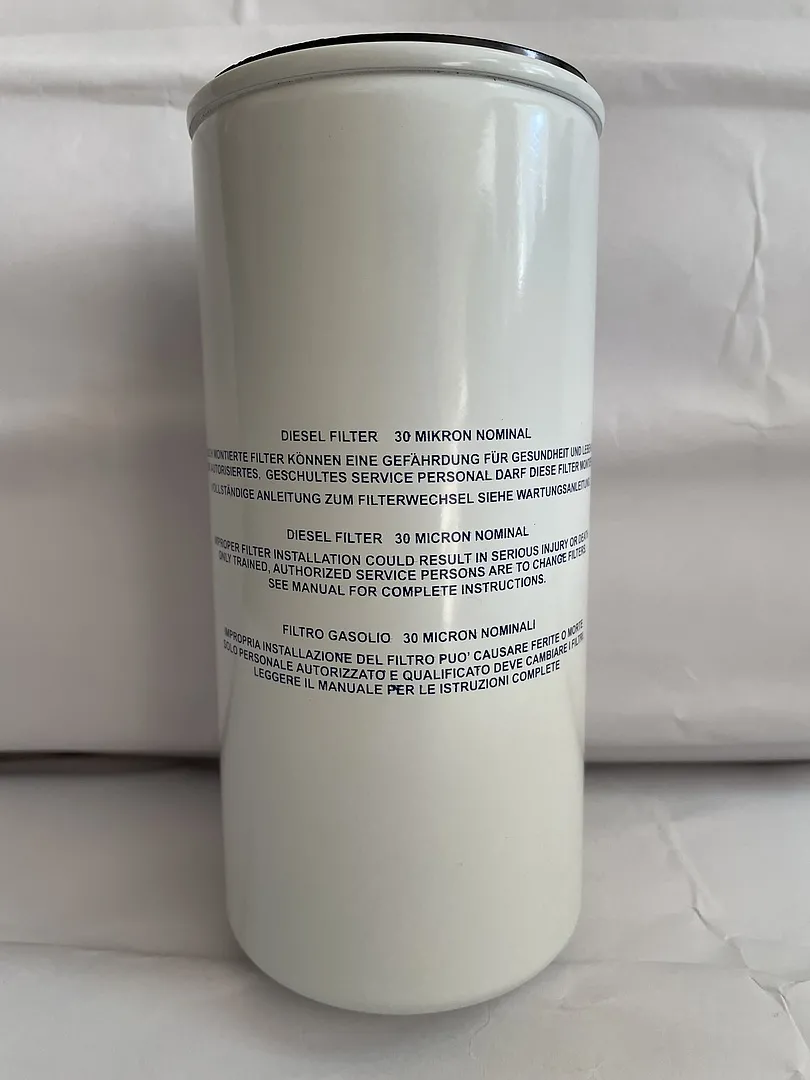 DIESEL FILTER 30 MIKRON NOMINAL
MONTIERTE FILTER KÖNNEN EINE GEFÄHRDUNG FÜR GESUNDHEIT UND
AUTORISIERTES, GESCHULTES SERVICE PERSONAL DARF DIESE FILTER
VOLLSTÄNDIGE ANLEITUNG ZUM FILTERWECHSEL SIEHE WARTUNGSANLEITUNG
DIESEL FILTER 30 MICRON NOMINAL
IMPROPER FILTER INSTALLATION COULD RESULT IN SERIOUS INJURY OR DEATH
ONLY TRAINED, AUTHORIZED SERVICE PERSONS ARE TO CHANGE FILTERS
SEE MANUAL FOR COMPLETE INSTRUCTIONS.
FILTRO GASOLIO 30 MICRON NOMINALI
IMPROPRIA INSTALLAZIONE DEL FILTRO PUO' CAUSARE FERITE O MORTE
SOLO PERSONALE AUTORIZZATO E QUALIFICATO DEVE CAMBIARE I FILTRI
LEGGERE IL MANUALE PER LE ISTRUZIONI COMPLETE